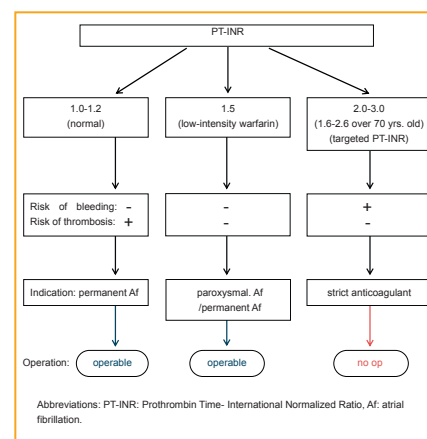 PT-INR
1.0-1.2
(normal)
1.5
(low-intensity warfarin)
2.0-3.0
(1.6-2.6 over 70 yrs. old)
(targeted PT-INR)
Risk of bleeding: -
Risk of thrombosis: +
-
-
+
-
Indication: permanent Af
paroxysmal. Af
/permanent Af
strict anticoagulant
Operation: operable operable no op
Abbreviations: PT-INR: Prothrombin Time- International Normalized Ratio, Af: atrial
fibrillation.